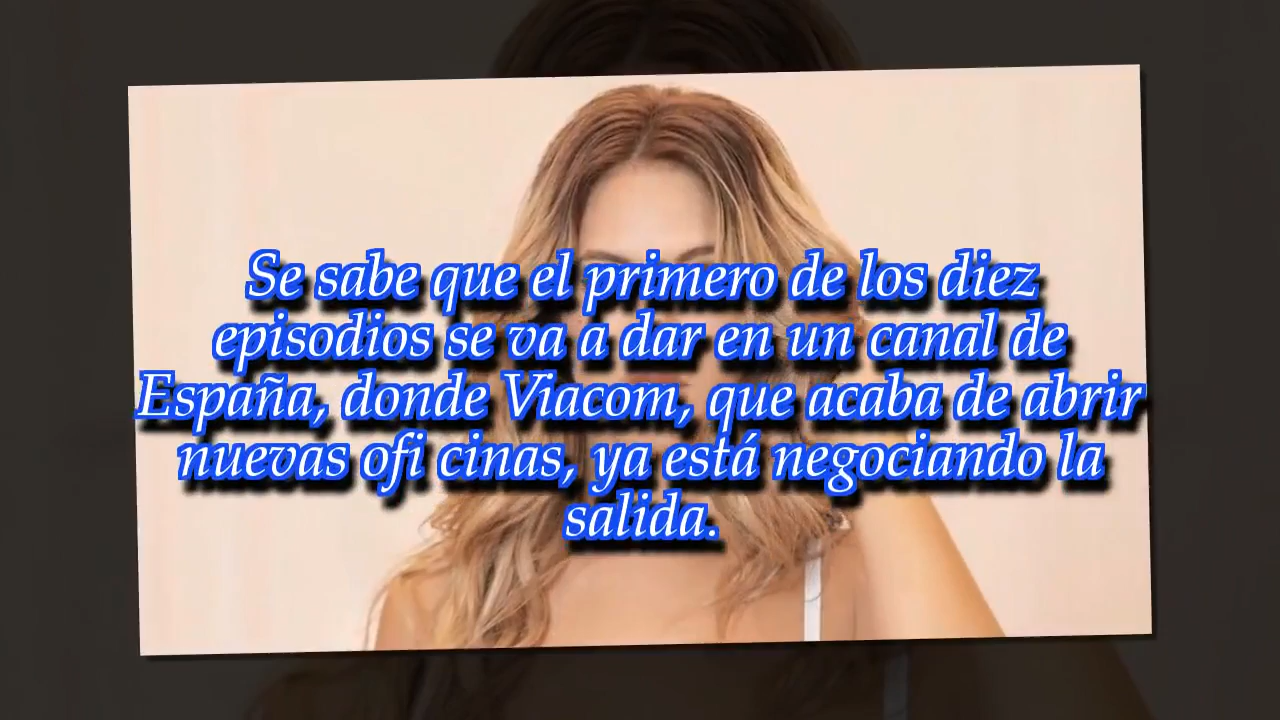 Se sabe que el primero de los diez
episodios se va a dar en un canal de
España, donde Viacom, que acaba de abrir
nuevas ofi cinas, ya está negociando la
salida.